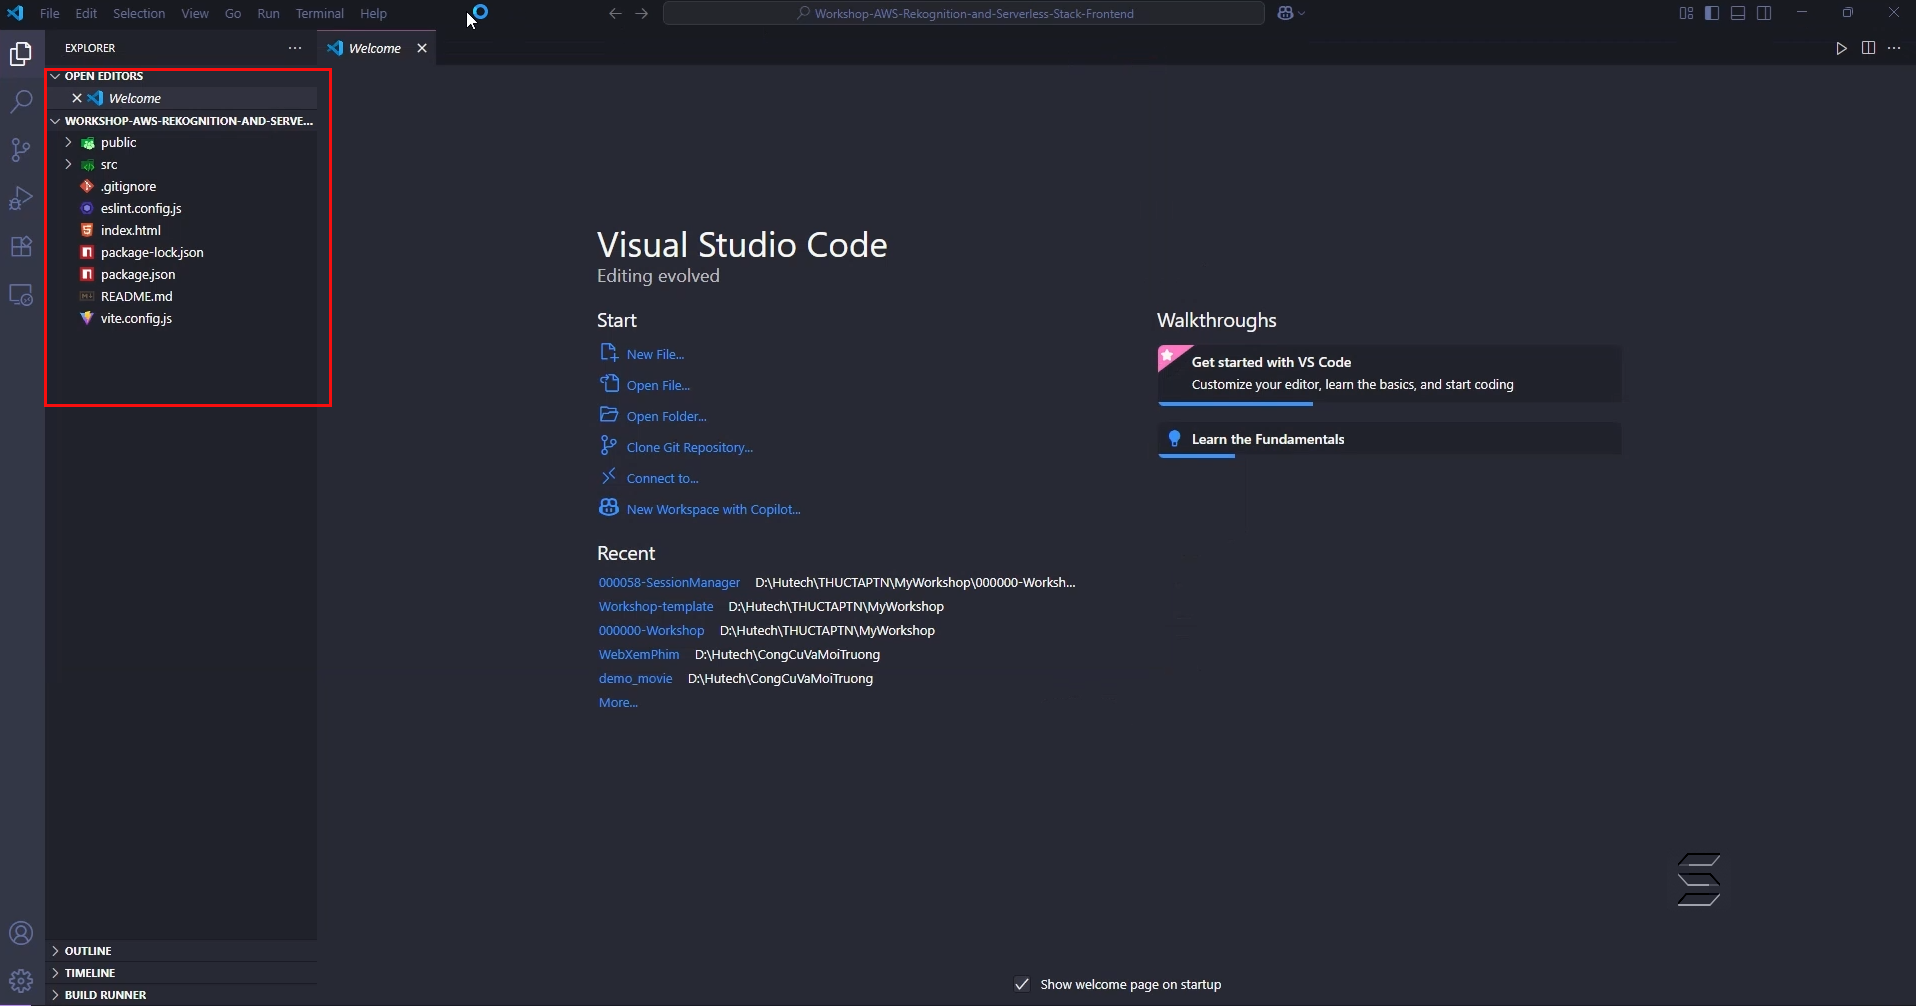 File Edit Selection View Go Run Terminal Help
Workshop-AWS-Rekognition-and-Serverless-Stack-Frontend
EXPLORER
Welcome
OPEN EDITORS
Welcome
WORKSHOP-AWS-REKOGNITION-AND-SERVE...
public
src
.gitignore
eslint.config.js
index.html
package-lock.json
package.json
README.md
vite.config.js
OUTLINE
TIMELINE
BUILD RUNNER
Visual Studio Code
Editing evolved
Start
New File...
Open File...
Open Folder...
Clone Git Repository...
Connect to...
New Workspace with Copilot...
Recent
000058-SessionManager D:\Hutech\THUCTAPTN\MyWorkshop\000000-Worksh...
Workshop-template D:\Hutech\THUCTAPTN\MyWorkshop
000000-Workshop D:\Hutech\THUCTAPTN\MyWorkshop
WebXemPhim D:\Hutech\CongCuVaMoiTruong
demo_movie D:\Hutech\CongCuVaMoiTruong
More...
Walkthroughs
Get started with VS Code
Customize your editor, learn the basics, and start coding
Learn the Fundamentals
Show welcome page on startup